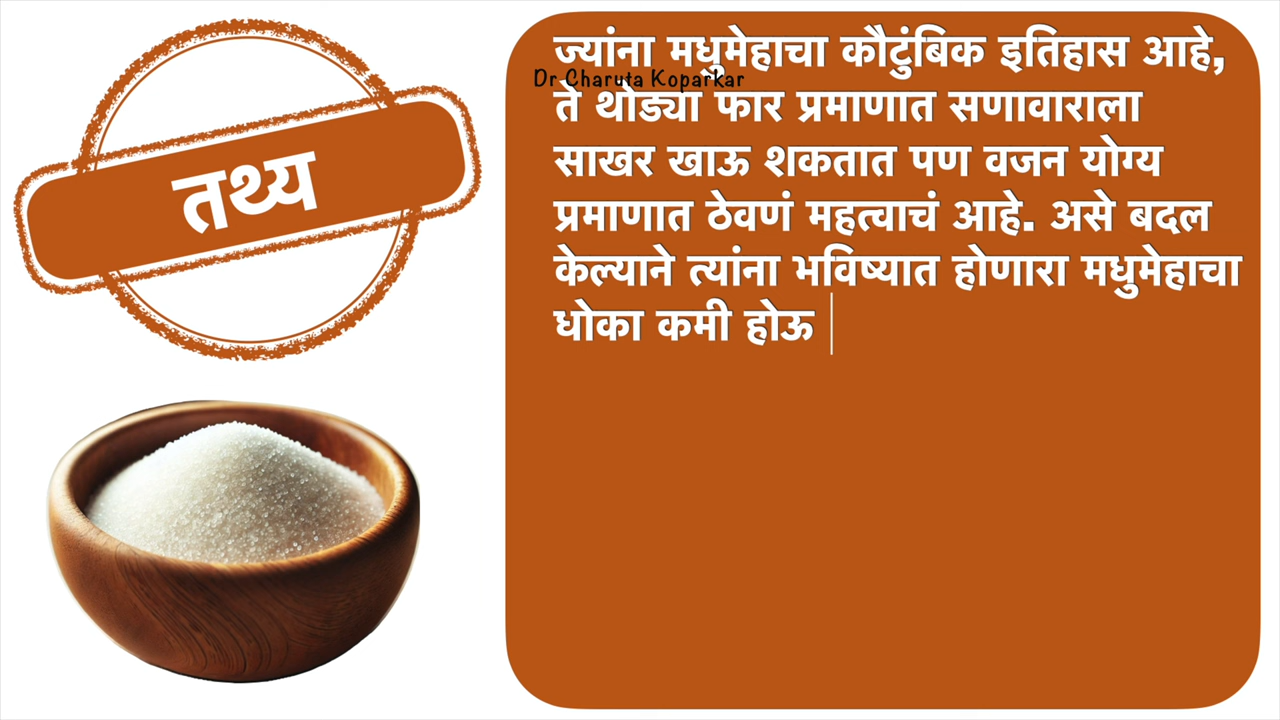 तथ्य
ज्यांना मधुमेहाचा कौटुंबिक इतिहास आहे,
Dr Charuta Koparkar
ते थोड्या फार प्रमाणात सणावाराला
साखर खाऊ शकतात पण वजन योग्य
प्रमाणात ठेवणं महत्वाचं आहे. असे बदल
केल्याने त्यांना भविष्यात होणारा मधुमेहाचा
धोका कमी होऊ